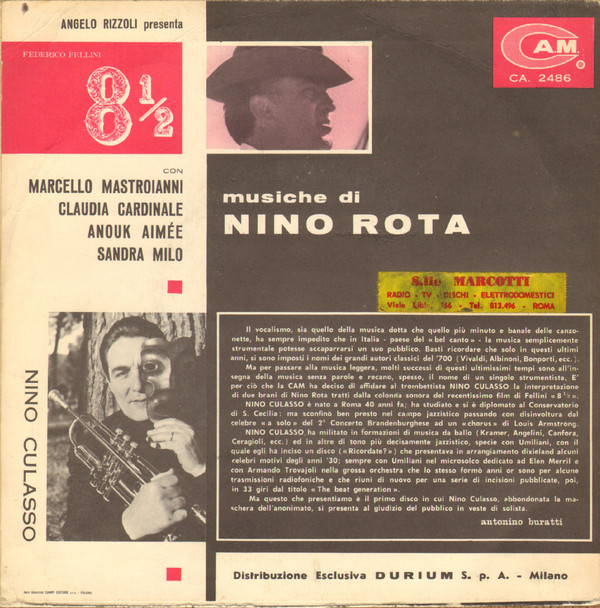 ANGELO RIZZOLI presenta
FEDERICO FELLINI
8 ½
CON
MARCELLO MASTROIANNI
CLAUDIA CARDINALE
ANOUK AIMÉE
SANDRA MILO
CAM
®
CA. 2486
musiche di
NINO ROTA
S.lle MARCOTTI
RADIO - TV - DISCHI - ELETTRODOMESTICI
Viale - Tel. 813.496 - ROMA
NINO CULASSO
Il vocalismo, sia quello della musica dotta che quello più minuto e banale delle canzo-
nette, ha sempre impedito che in Italia - paese del « bel canto » - la musica semplicemente
strumentale potesse accaparrarsi un suo pubblico. Basti ricordare che solo in questi ultimi
anni, si sono imposti i nomi dei grandi autori classici del '700 (Vivaldi, Albinoni, Bonporti, ecc.).
Ma per passare alla musica leggera, molti successi di questi ultimissimi tempi sono all'in-
segna della musica senza parole e recano, spesso, il nome di un singolo strumentista, E'
per ciò che la CAM ha deciso di affidare al trombettista NINO CULASSO la interpretazione
di due brani di Nino Rota tratti dalla colonna sonora del recentissimo film di Fellini « 8 ½ ».
NINO CULASSO è nato a Roma 40 anni fa; ha studiato e si è diplomato al Conservatorio
di S. Cecilia: ma sconfinò ben presto nel campo jazzistico passando con disinvoltura dal
celebre « a solo » del 2° Concerto Brandenburghese ad un « chorus » di Louis Armstrong.
NINO CULASSO ha militato in formazioni di musica da ballo (Kramer, Angelini, Canfora,
Ceragioli, ecc.) ed in altre di tono più decisamente jazzistico, specie con Umiliani, con il
quale egli ha inciso un disco (« Ricordate? ») che presentava in arrangiamento dixieland alcuni
celebri motivi degli anni '30; sempre con Umiliani nel microsolco dedicato ad Elen Merril e
con Armando Trovajoli nella grossa orchestra che lo stesso formò anni or sono per alcune
trasmissioni radiofoniche e che riunì di nuovo per una serie di incisioni pubblicate, poi,
in 33 giri dal titolo « The beat generation ».
Ma questo che presentiamo è il primo disco in cui Nino Culasso, abbondonata la ma-
schera dell'anonimato, si presenta al giudizio del pubblico in veste di solista.
antonino buratti
Distribuzione Esclusiva DURIUM S. p. A. - Milano